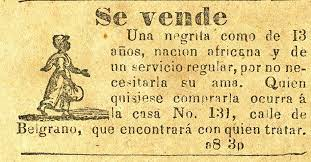 Se vende
Una negrita como de 13
años, nacion africana y de
un servicio regular, por no ne-
cesitarla su ama. Quien
quisiese comprarla ocurra á
la casa No. 131, calle de
Belgrano, que encontrará con quien tratar.
a8 3p